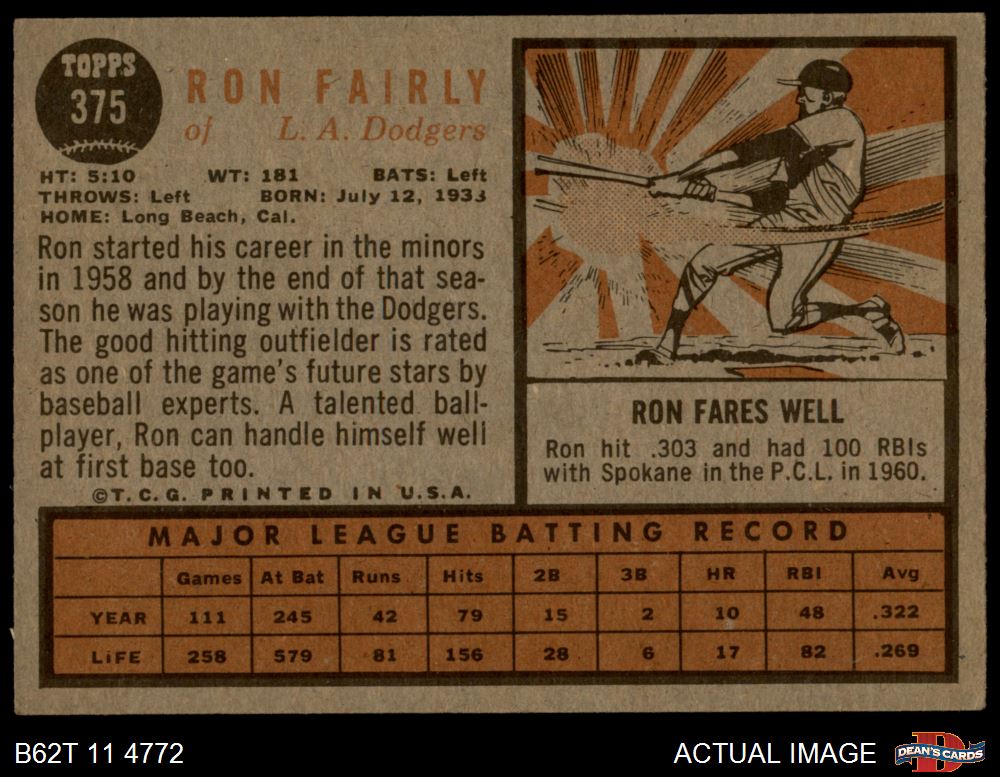 TOPPS
375
RON FAIRLY
of L. A. Dodgers
HT: 5:10 WT: 181 BATS: Left
THROWS: Left BORN: July 12, 1933
HOME: Long Beach, Cal.
Ron started his career in the minors
in 1958 and by the end of that sea-
son he was playing with the Dodgers.
The good hitting outfielder is rated
as one of the game's future stars by
baseball experts. A talented ball-
player, Ron can handle himself well
at first base too.
©T.C.G. PRINTED IN U.S.A.
RON FARES WELL
Ron hit .303 and had 100 RBIs
with Spokane in the P.C.L. in 1960.
MAJOR LEAGUE BATTING RECORD
Games At Bat Runs Hits 2B 3B HR RBI Avg
YEAR 111 245 42 79 15 2 10 48 .322
LiFE 258 579 81 156 28 6 17 82 .269
B62T 11 4772
ACTUAL IMAGE
DEAN'S CARDS